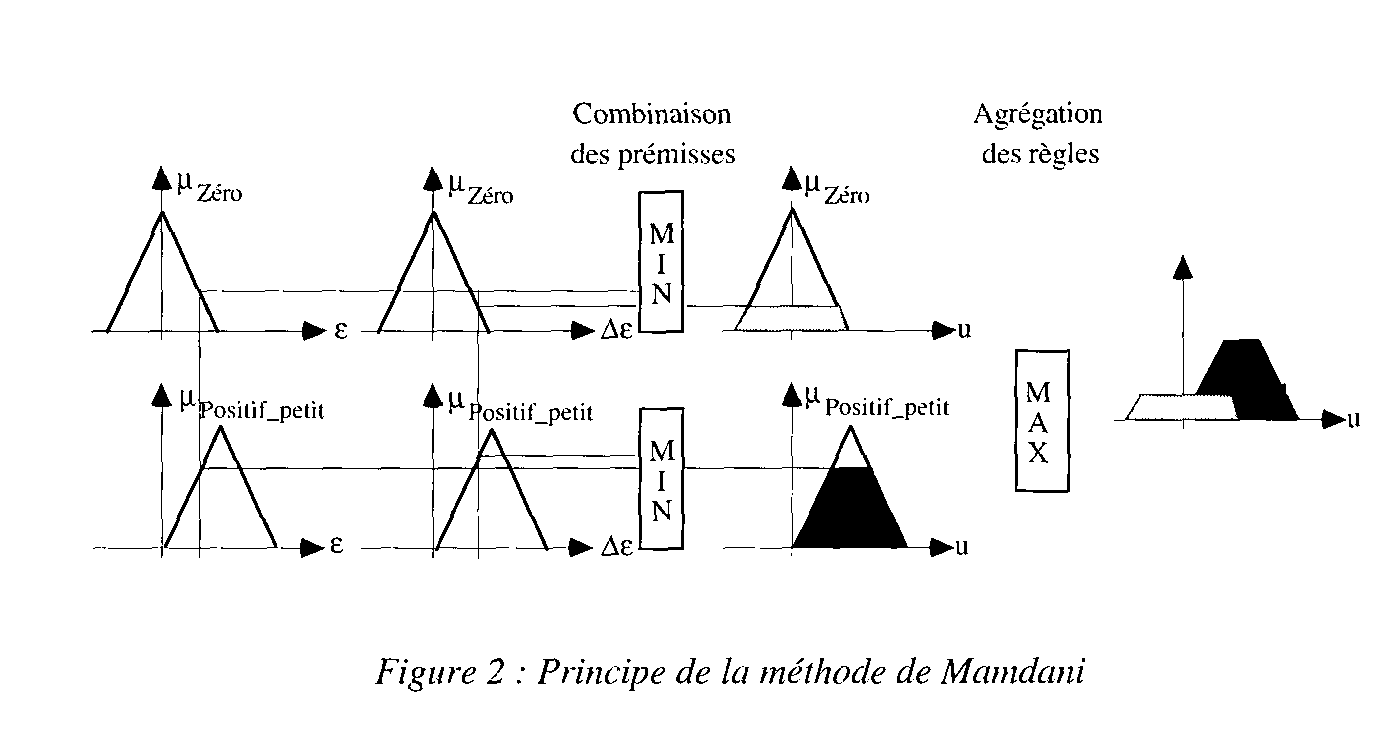 Combinaison
des prémisses
Agrégation
des règles
μ Zéro
μ Zéro
μ Zéro
M
I
N
ε
Δε
u
μ Positif_petit
μ Positif_petit
μ Positif_petit
M
I
N
ε
Δε
u
M
A
X
u
Figure 2 : Principe de la méthode de Mamdani